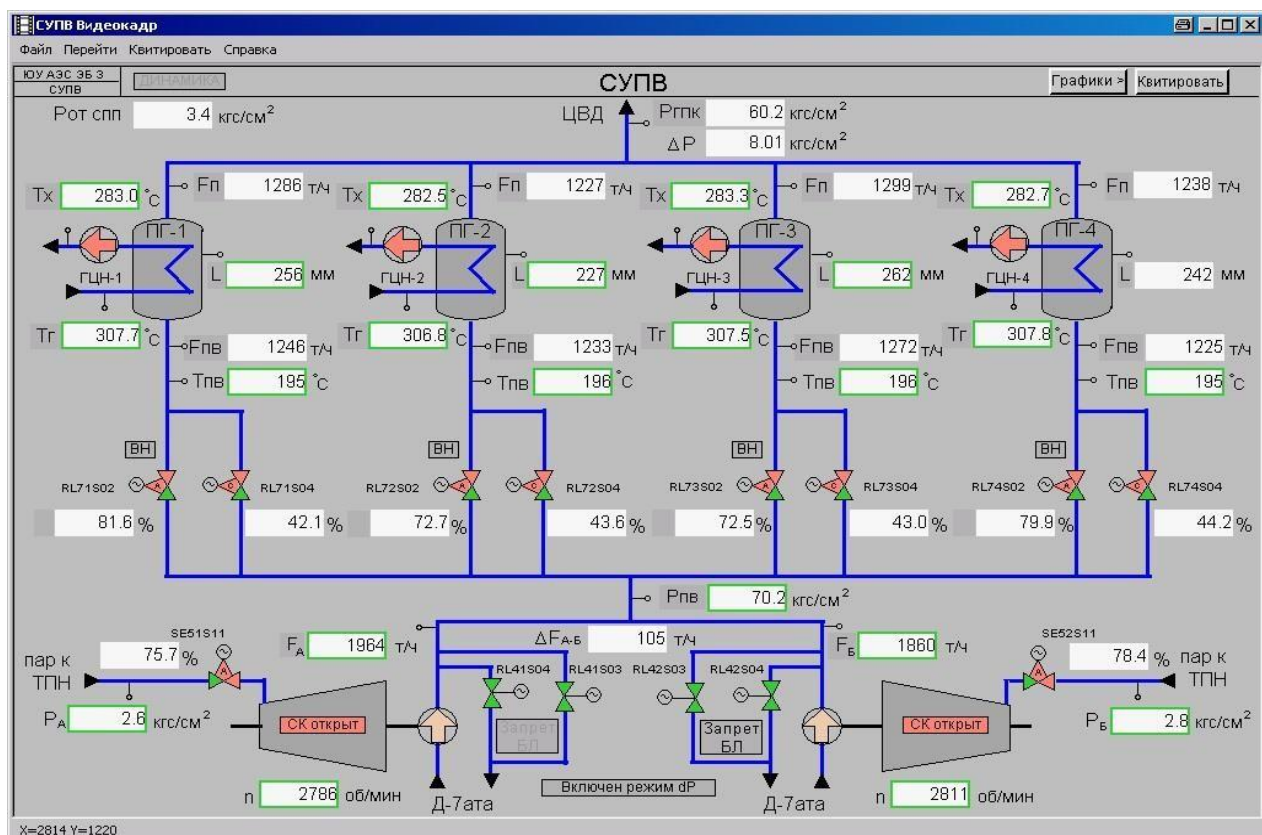 СУПВ Видеокадр
Файл Перейти Квитировать Справка
ЮУ АЭС ЭБ 3
СУПВ
ДИНАМИКА
СУПВ
Графики > Квитировать
Рот спп 3.4 кгс/см²
ЦВД Ргпк 60.2 кгс/см²
ΔР 8.01 кгс/см²
Fп 1286 т/ч Fп 1227 т/ч Fп 1299 т/ч Fп 1238 т/ч
Тх 283.0 °С Тх 282.5 °С Тх 283.3 °С Тх 282.7 °С
ПГ-1 ПГ-2 ПГ-3 ПГ-4
ГЦН-1 L 256 мм ГЦН-2 L 227 мм ГЦН-3 L 262 мм ГЦН-4 L 242 мм
Тг 307.7 °С Тг 306.8 °С Тг 307.5 °С Тг 307.8 °С
Fпв 1246 т/ч Fпв 1233 т/ч Fпв 1272 т/ч Fпв 1225 т/ч
Тпв 195 °С Тпв 196 °С Тпв 196 °С Тпв 195 °С
ВН ВН ВН ВН
RL71S02 А С RL71S04 RL72S02 А С RL72S04 RL73S02 А С RL73S04 RL74S02 А С RL74S04
81.6 % 42.1 % 72.7 % 43.6 % 72.5 % 43.0 % 79.9 % 44.2 %
Рпв 70.2 кгс/см²
SE51S11 SE52S11
FА 1964 т/ч ΔFА-Б 105 т/ч FБ 1860 т/ч
75.7 % А А 78.4 %
пар к ТПН пар к ТПН
RL41S04 RL41S03 RL42S03 RL42S04
РА 2.6 кгс/см² РБ 2.8 кгс/см²
СК открыт Запрет БЛ Запрет БЛ СК открыт
Включен режим dP
n 2786 об/мин Д-7ата Д-7ата n 2811 об/мин
X=2814 Y=1220